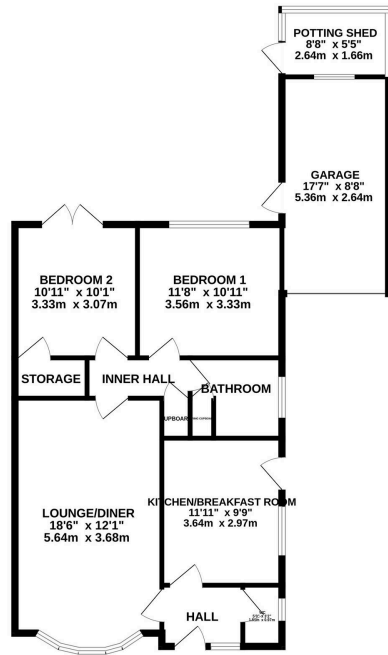 POTTING SHED
8'8" x 5'5"
2.64m x 1.66m
GARAGE
17'7" x 8'8"
5.36m x 2.64m
BEDROOM 2
10'11" x 10'1"
3.33m x 3.07m
BEDROOM 1
11'8" x 10'11"
3.56m x 3.33m
STORAGE
INNER HALL
BATHROOM
UPBOAR
LOUNGE/DINER
18'6" x 12'1"
5.64m x 3.68m
KITCHEN/BREAKFAST ROOM
11'11" x 9'9"
3.64m x 2.97m
HALL